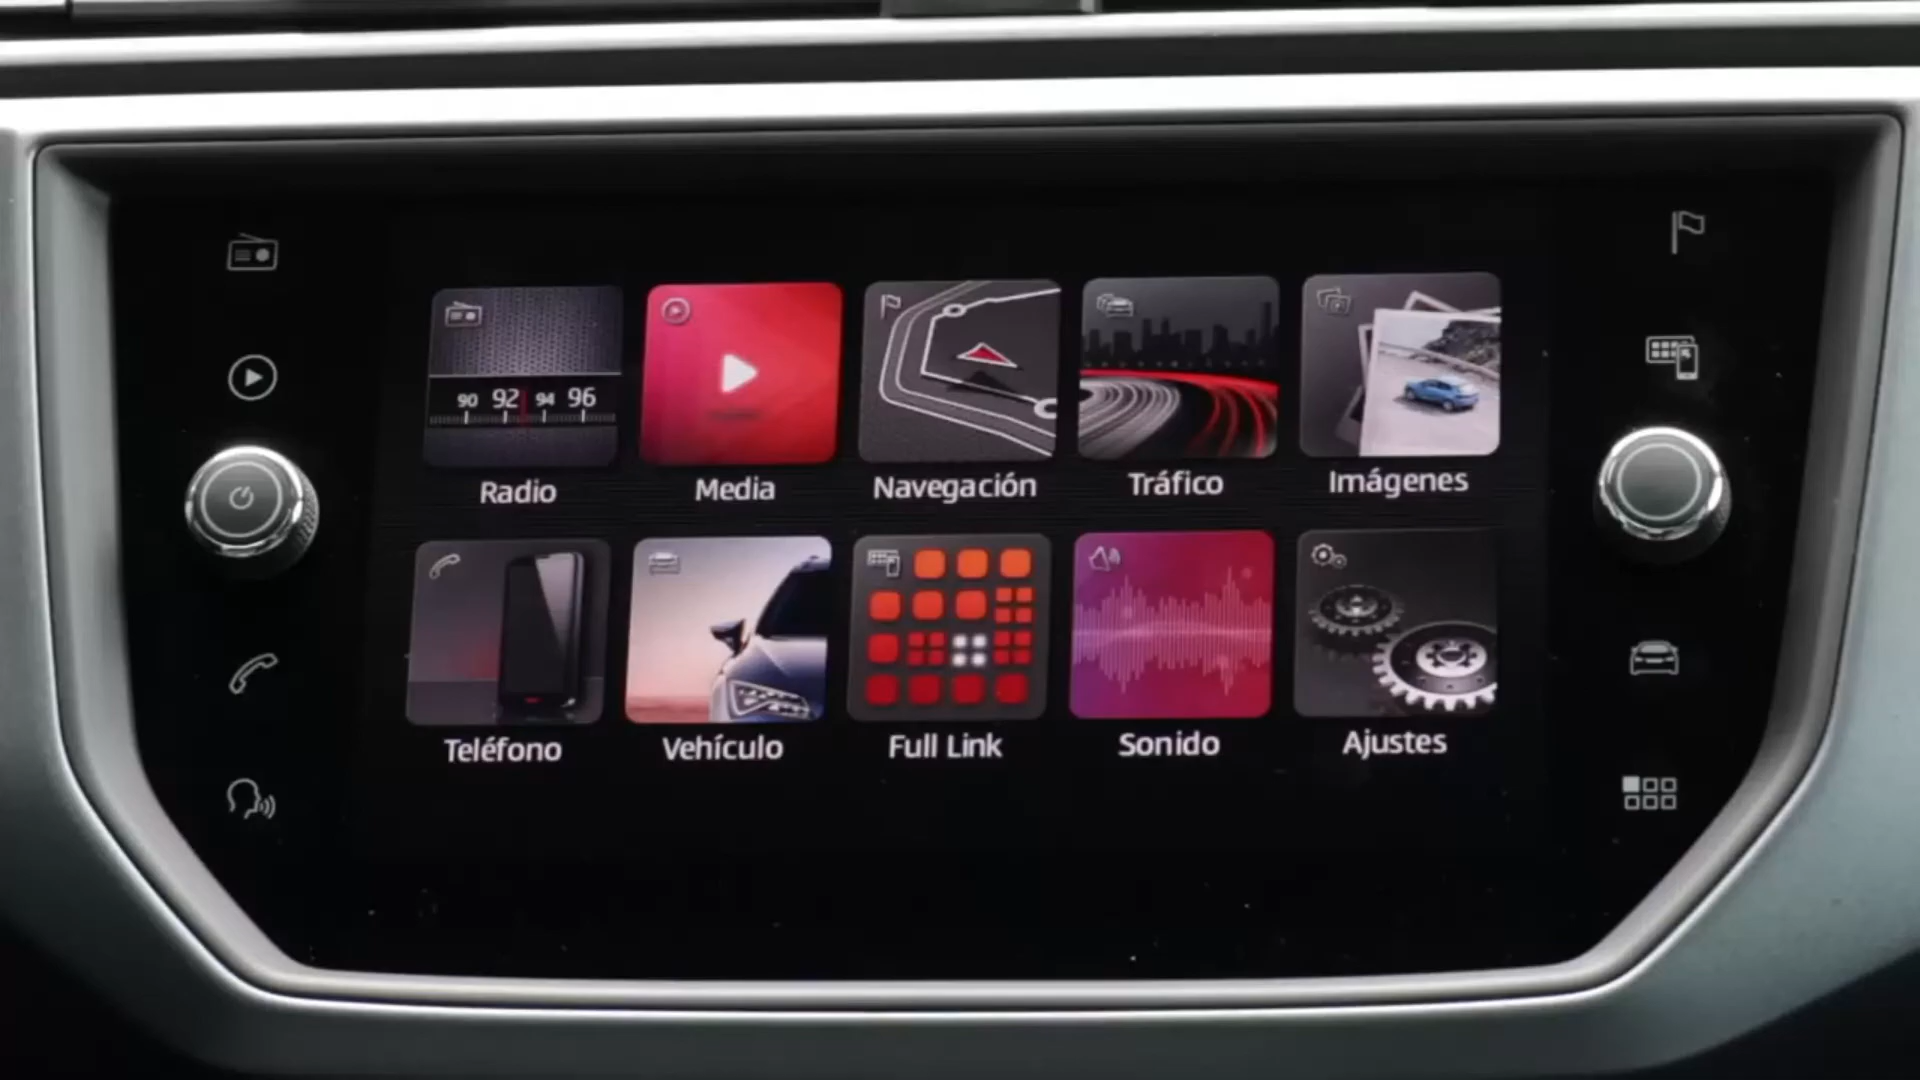 90 92 94 96
Radio
Media
Navegación
Tráfico
Imágenes
Teléfono
Vehículo
Full Link
Sonido
Ajustes